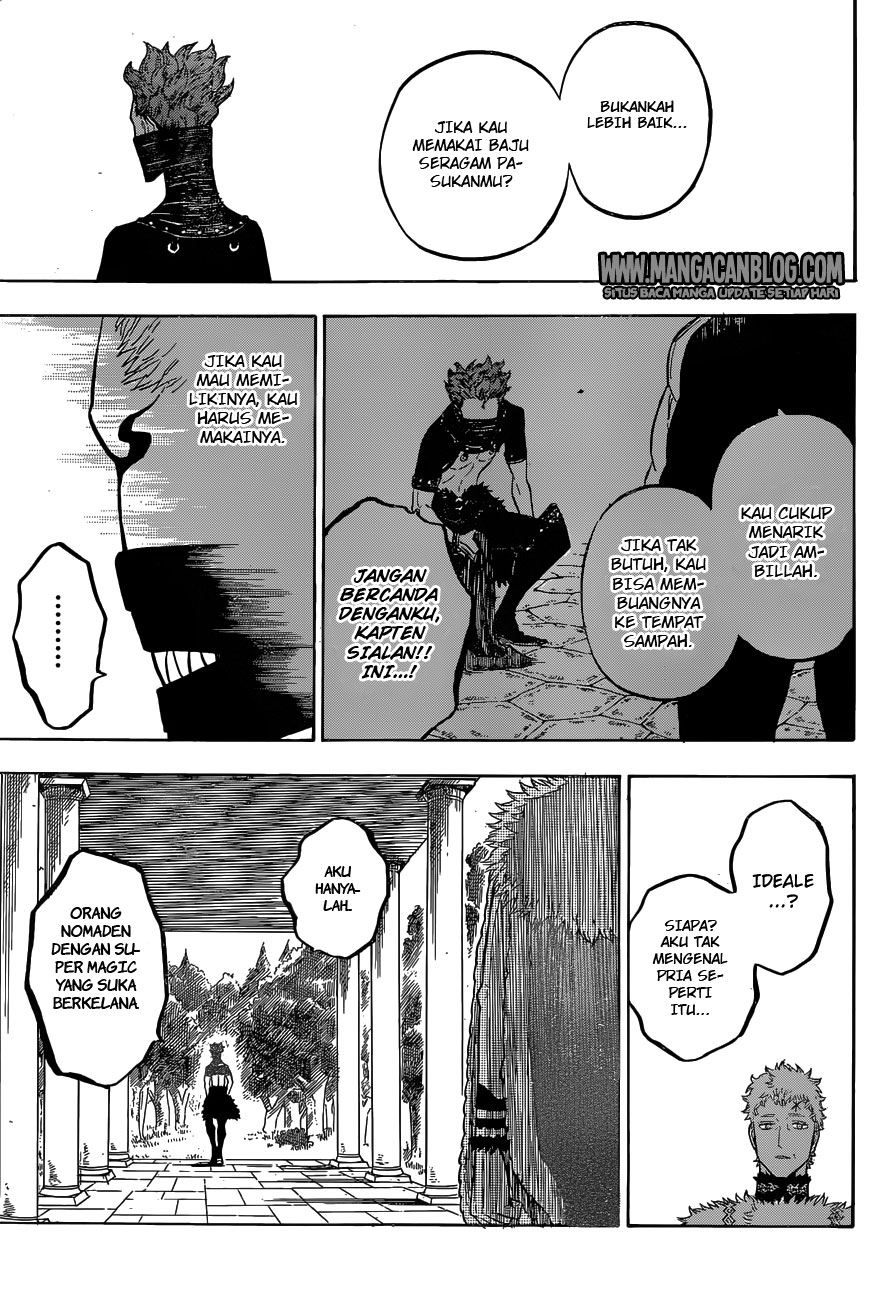 BUKANKAH
LEBIH BAIK...
JIKA KAU
MEMAKAI BAJU
SERAGAM PA-
SUKANMU?
WWW.MANGACANBLOG.COM
SITUS BACA MANGA UPDATE SETIAP HARI
KAU CUKUP
MENARIK
JADI AM-
BILLAH.
JIKA TAK
BUTUH, KAU
BISA MEM-
BUANGNYA
KE TEMPAT
SAMPAH.
JANGAN
BERCANDA
DENGANKU,
KAPTEN
SIALAN!!
INI...!
JIKA KAU
MAU MEMI-
LIKINYA, KAU
HARUS ME-
MAKAINYA.
........
IDEALE
...?
SIAPA?
AKU TAK
MENGENAL
PRIA SE-
PERTI
ITU...
AKU
HANYA-
LAH.
ORANG
NOMADEN
DENGAN SU-
PER MAGIC
YANG SUKA
BERKELANA.